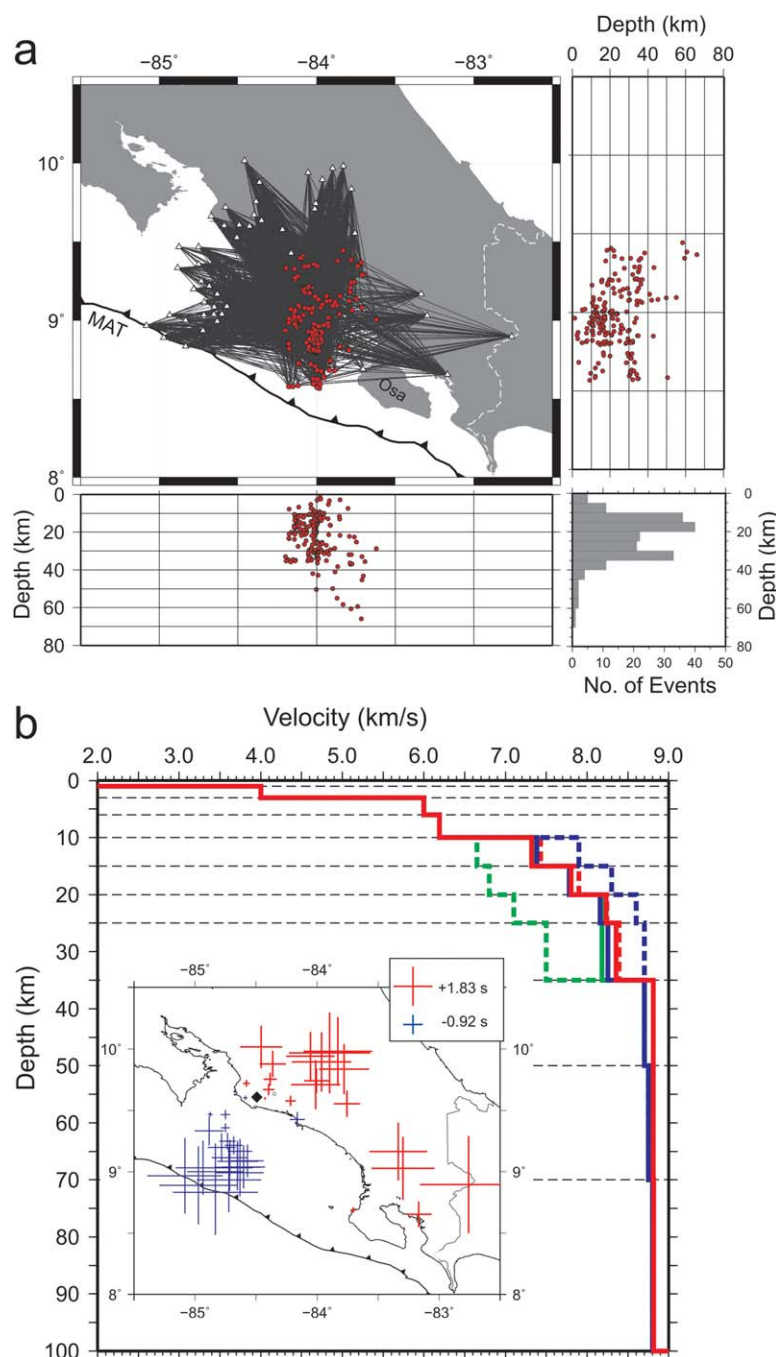 a
Depth (km)
−85˚ −84˚ −83˚
0 20 40 60 80
10˚
9˚
8˚
MAT
Osa
0
20
40
60
80
Depth (km)
0
20
40
60
80
Depth (km)
0 10 20 30 40 50
No. of Events
b
Velocity (km/s)
2.0 3.0 4.0 5.0 6.0 7.0 8.0 9.0
0
10
20
30
40
50
60
70
80
90
100
Depth (km)
−85˚ −84˚
+1.83 s
-0.92 s
10˚ 10˚
9˚ 9˚
8˚ 8˚
−85˚ −84˚ −83˚